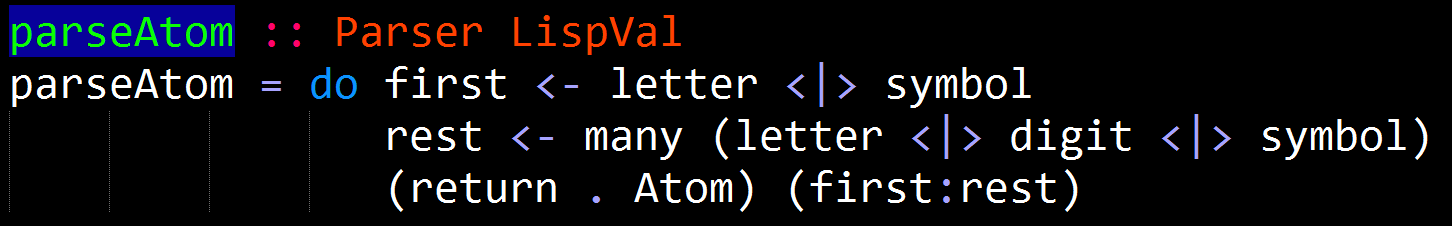 parseAtom :: Parser LispVal
parseAtom = do first <- letter <|> symbol
rest <- many (letter <|> digit <|> symbol)
(return . Atom) (first:rest)